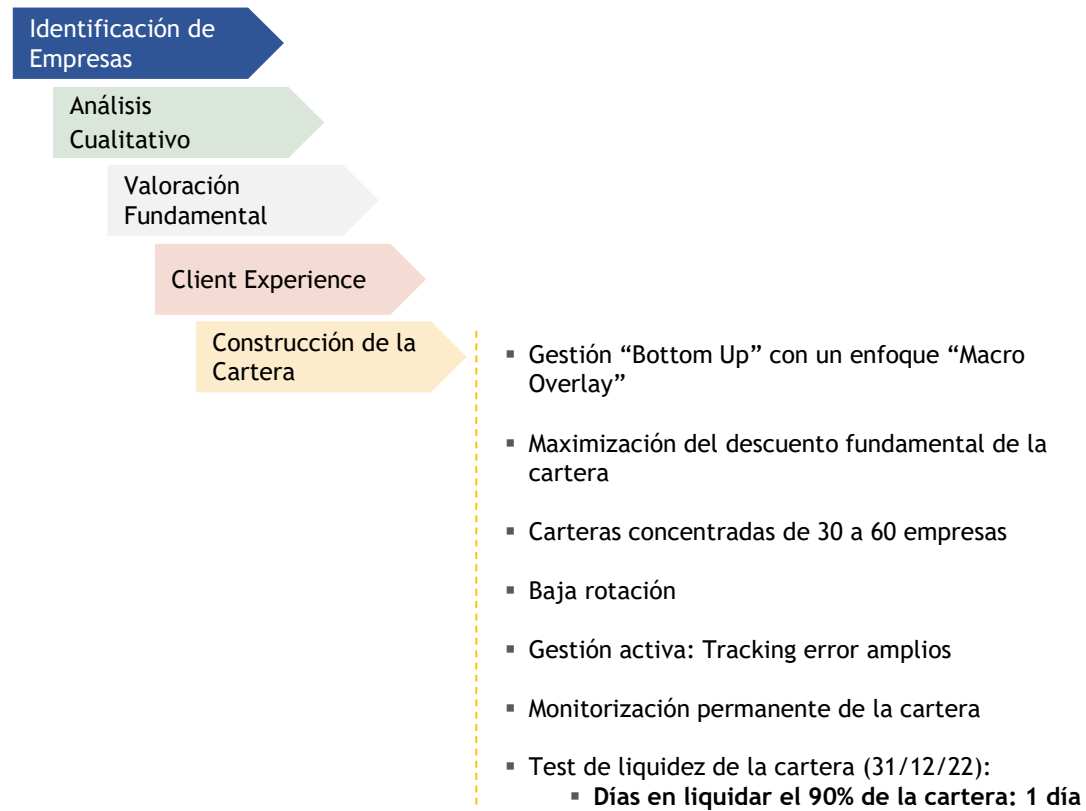 Identificación de
Empresas
Análisis
Cualitativo
Valoración
Fundamental
Client Experience
Construcción de la
Cartera
▪ Gestión “Bottom Up” con un enfoque “Macro
Overlay”
▪ Maximización del descuento fundamental de la
cartera
▪ Carteras concentradas de 30 a 60 empresas
▪ Baja rotación
▪ Gestión activa: Tracking error amplios
▪ Monitorización permanente de la cartera
▪ Test de liquidez de la cartera (31/12/22):
▪ Días en liquidar el 90% de la cartera: 1 día